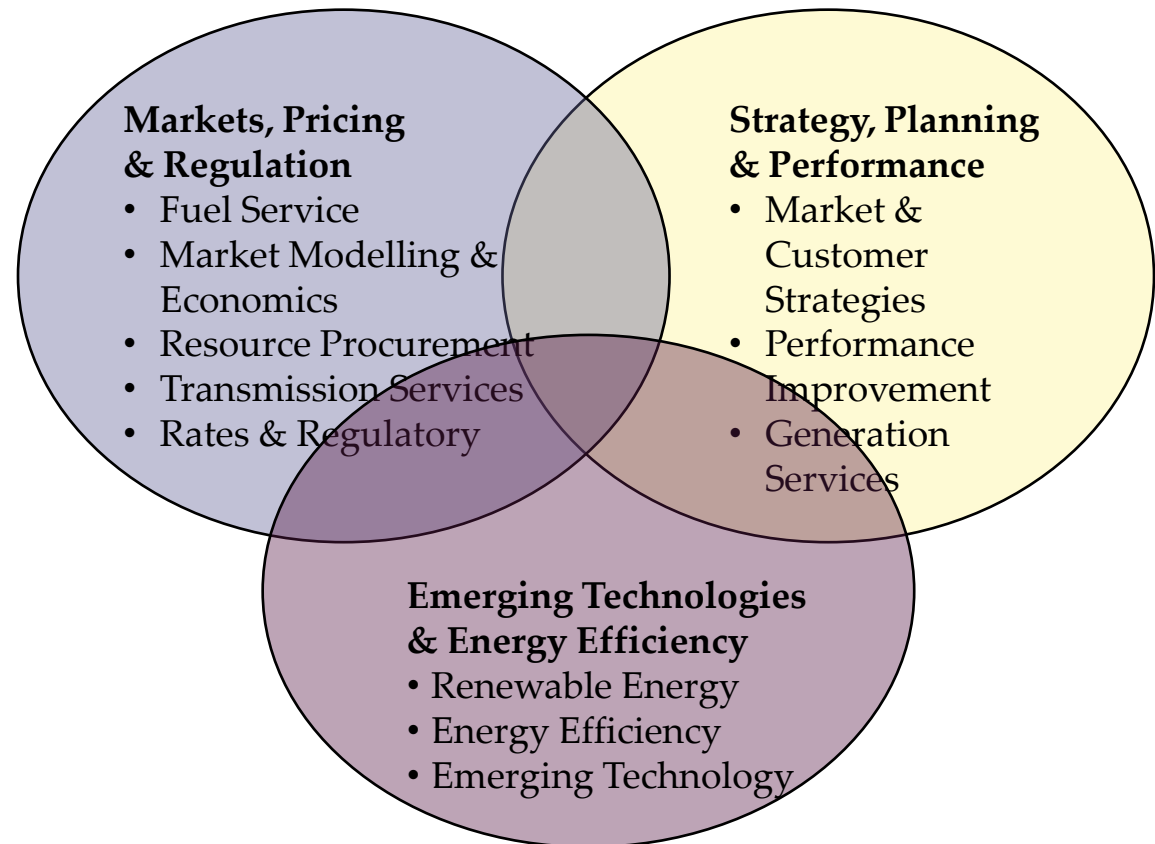 Markets, Pricing
& Regulation
• Fuel Service
• Market Modelling &
Economics
• Resource Procurement
• Transmission Services
• Rates & Regulatory
Strategy, Planning
& Performance
• Market &
Customer
Strategies
• Performance
Improvement
• Generation
Services
Emerging Technologies
& Energy Efficiency
• Renewable Energy
• Energy Efficiency
• Emerging Technology